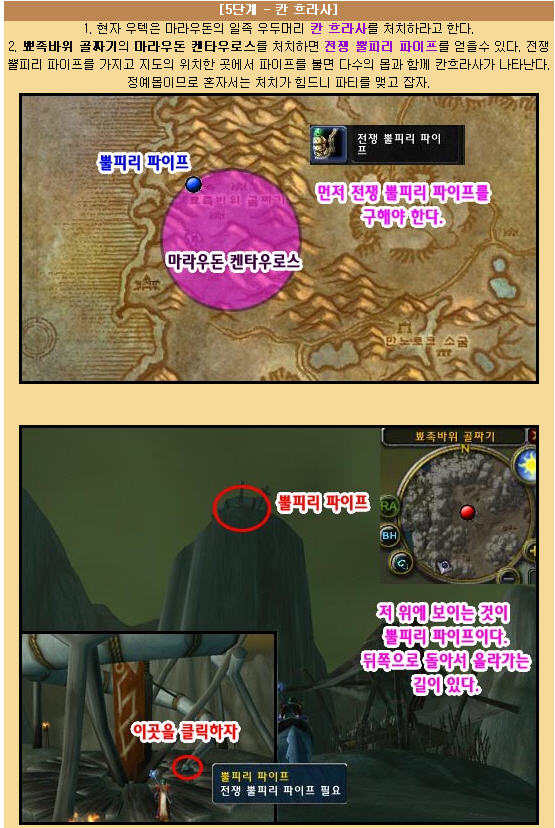 [5단계 - 칸 흐라사]
1. 현자 우덱은 마라우돈의 일족 우두머리 칸 흐라사를 처치하라고 한다.
2. 뾰족바위 골짜기의 마라우돈 켄타우로스를 처치하면 전쟁 뿔피리 파이프를 얻을수 있다. 전쟁
뿔피리 파이프를 가지고 지도의 위치한 곳에서 파이프를 불면 다수의 몹과 함께 칸흐라사가 나타난다.
정예몹이므로 혼자서는 처치가 힘드니 파티를 맺고 잡자.
전쟁 뿔피리 파이
프
뿔피리 파이프
뾰족바위 골짜기
먼저 전쟁 뿔피리 파이프를
구해야 한다.
마라우돈 켄타우로스
만노로크 소굴
뾰족바위 골짜기
N
뿔피리 파이프
RA
BH
저 위에 보이는 것이
뿔피리 파이프이다.
뒤쪽으로 돌아서 올라가는
길이 있다.
이곳을 클릭하자
뿔피리 파이프
전쟁 뿔피리 파이프 필요